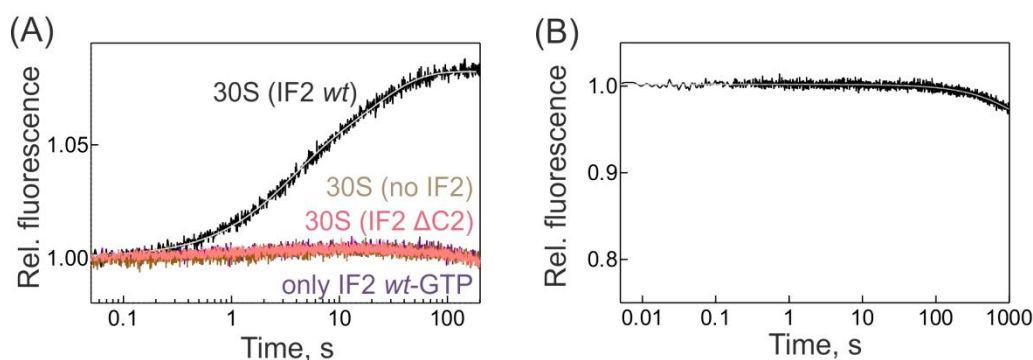 (A)
Rel. fluorescence
1.05
1.00
30S (IF2 wt)
30S (no IF2)
30S (IF2 ΔC2)
only IF2 wt-GTP
0.1 1 10 100
Time, s
(B)
Rel. fluorescence
1.0
0.9
0.8
0.01 0.1 1 10 100 1000
Time, s